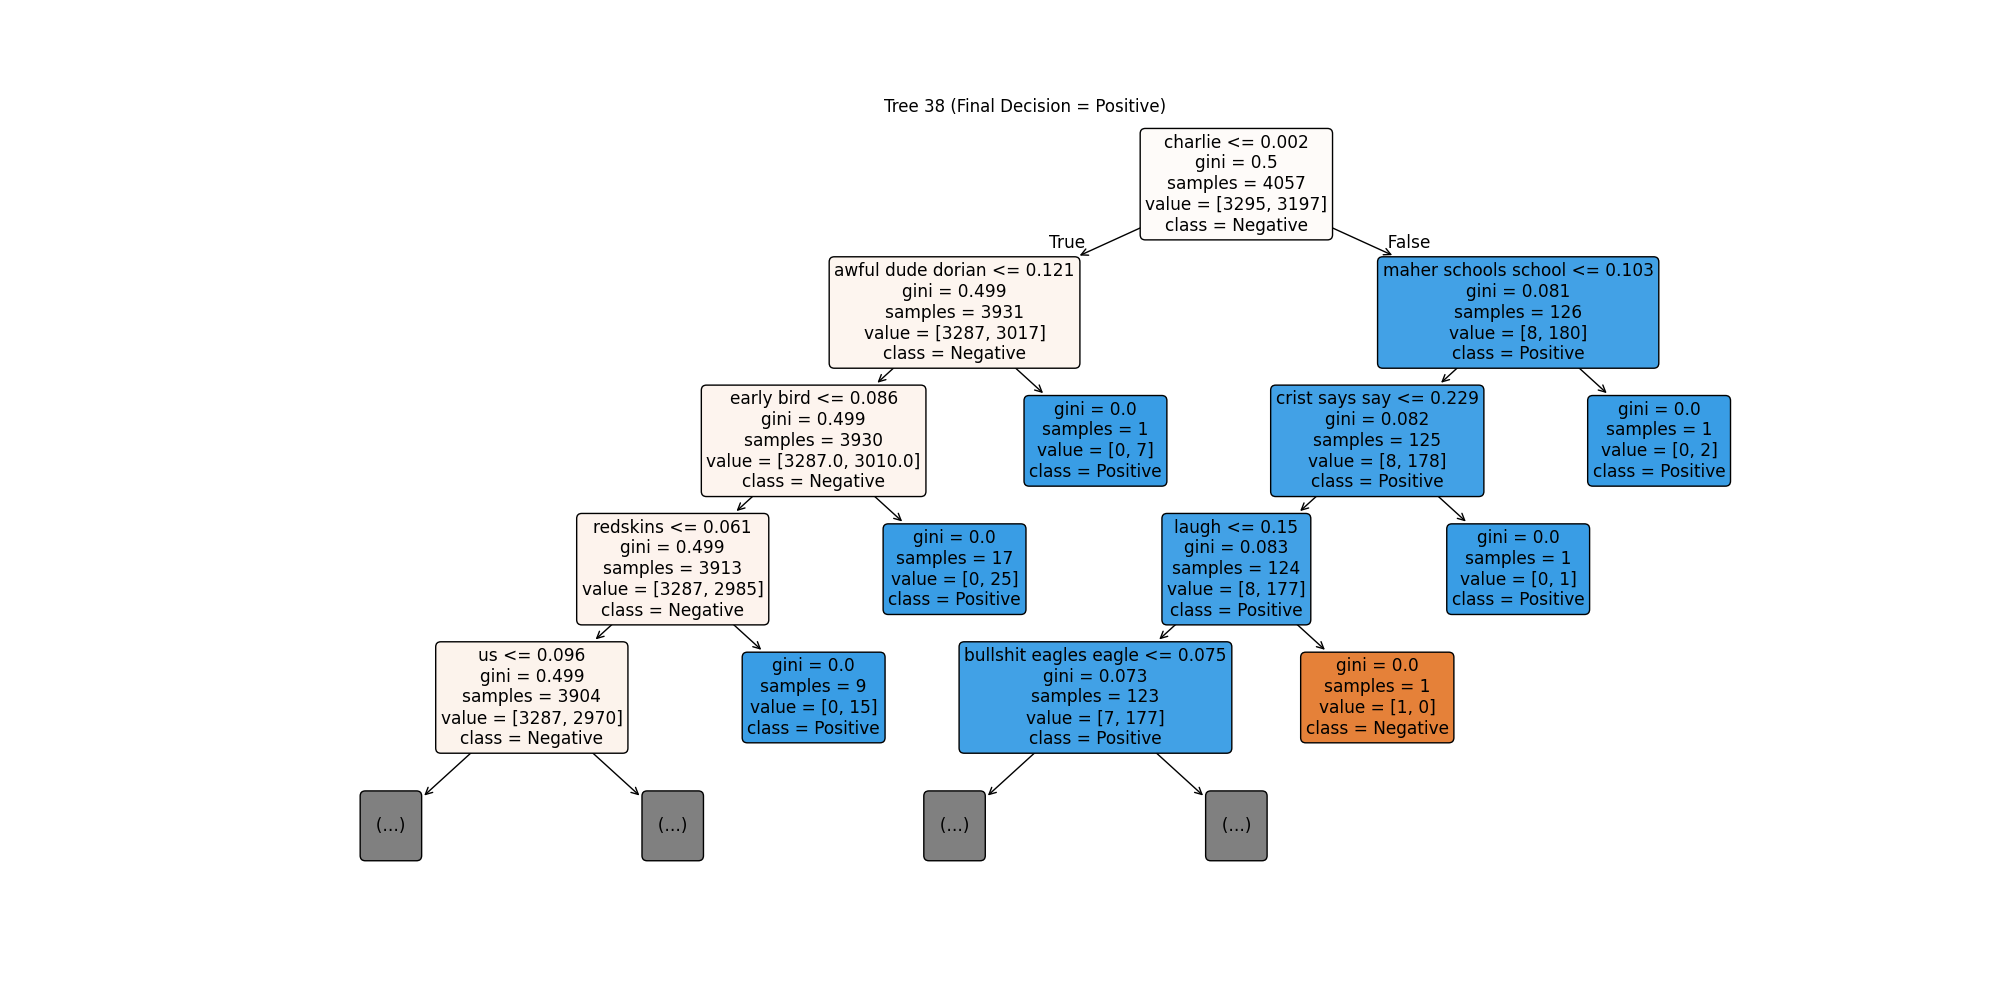 Tree 38 (Final Decision = Positive)
charlie <= 0.002
gini = 0.5
samples = 4057
value = [3295, 3197]
class = Negative
True
False
awful dude dorian <= 0.121
gini = 0.499
samples = 3931
value = [3287, 3017]
class = Negative
maher schools school <= 0.103
gini = 0.081
samples = 126
value = [8, 180]
class = Positive
early bird <= 0.086
gini = 0.499
samples = 3930
value = [3287.0, 3010.0]
class = Negative
gini = 0.0
samples = 1
value = [0, 7]
class = Positive
crist says say <= 0.229
gini = 0.082
samples = 125
value = [8, 178]
class = Positive
gini = 0.0
samples = 1
value = [0, 2]
class = Positive
redskins <= 0.061
gini = 0.499
samples = 3913
value = [3287, 2985]
class = Negative
gini = 0.0
samples = 17
value = [0, 25]
class = Positive
laugh <= 0.15
gini = 0.083
samples = 124
value = [8, 177]
class = Positive
gini = 0.0
samples = 1
value = [0, 1]
class = Positive
us <= 0.096
gini = 0.499
samples = 3904
value = [3287, 2970]
class = Negative
gini = 0.0
samples = 9
value = [0, 15]
class = Positive
bullshit eagles eagle <= 0.075
gini = 0.073
samples = 123
value = [7, 177]
class = Positive
gini = 0.0
samples = 1
value = [1, 0]
class = Negative
(...)
(...)
(...)
(...)